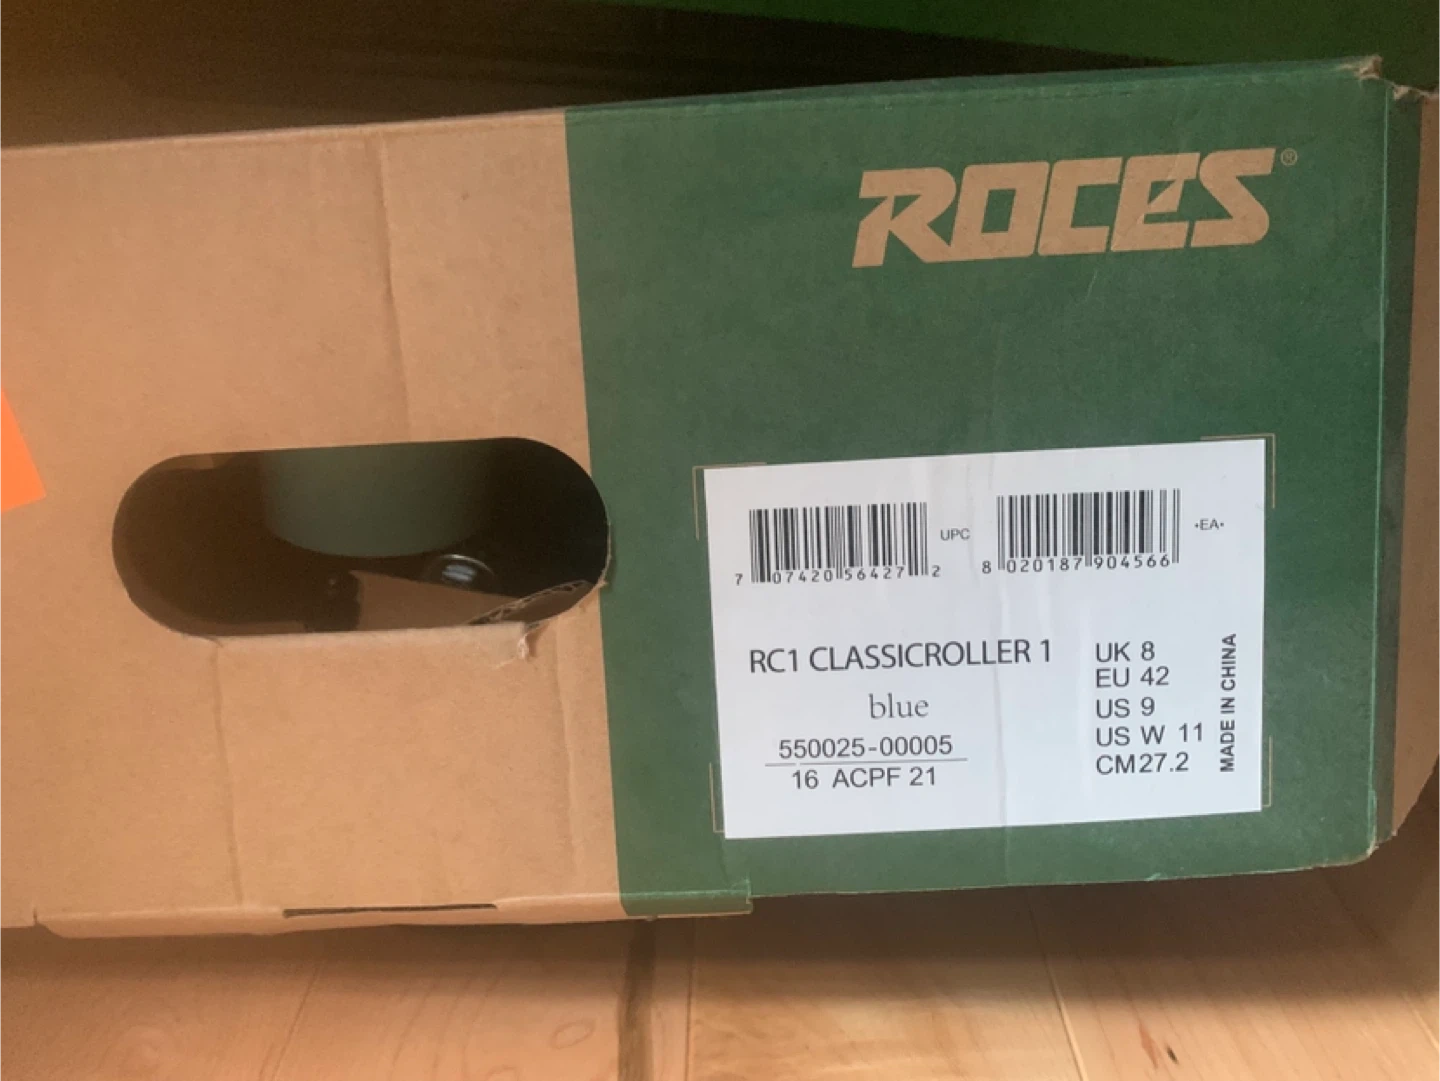 ROCES®
7 07420 56427 2
UPC
8 020187 904566
•EA•
RC1 CLASSICROLLER 1
blue
550025-00005
16 ACPF 21
UK 8
EU 42
US 9
US W 11
CM27.2
MADE IN CHINA